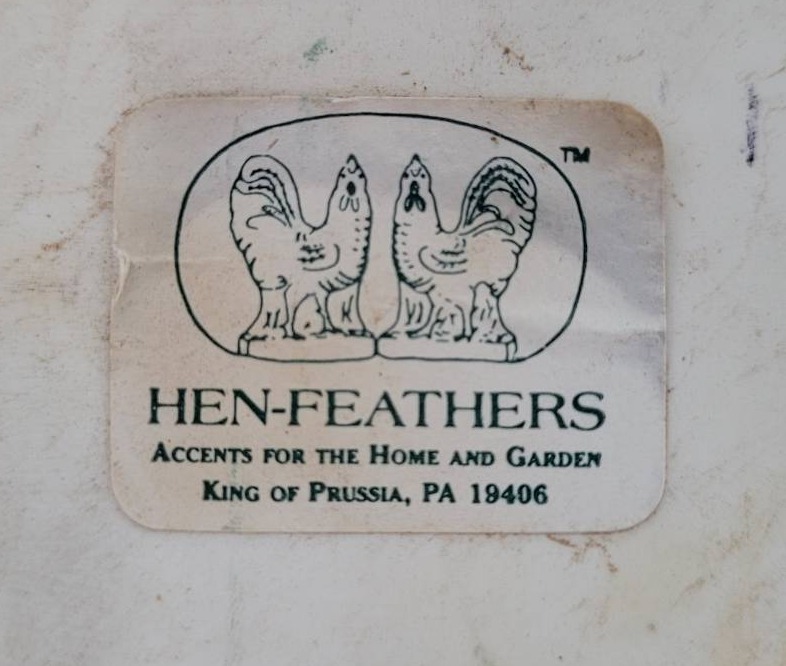 TM
HEN-FEATHERS
ACCENTS FOR THE HOME AND GARDEN
KING OF PRUSSIA, PA 19406